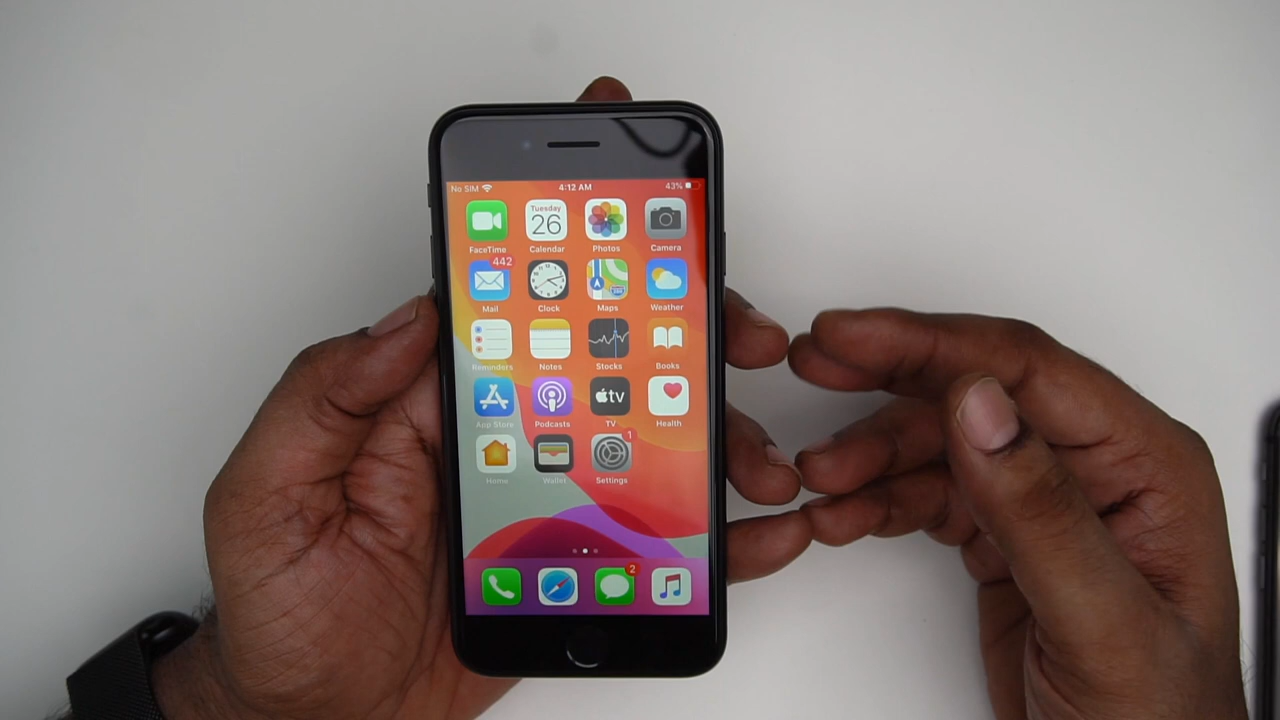 No SIM 4:12 AM 43%
Tuesday
26
FaceTime Calendar Photos Camera
442
Mail Clock Maps Weather
Reminders Notes Stocks Books
tv
App Store Podcasts TV Health
1
Home Wallet Settings
2